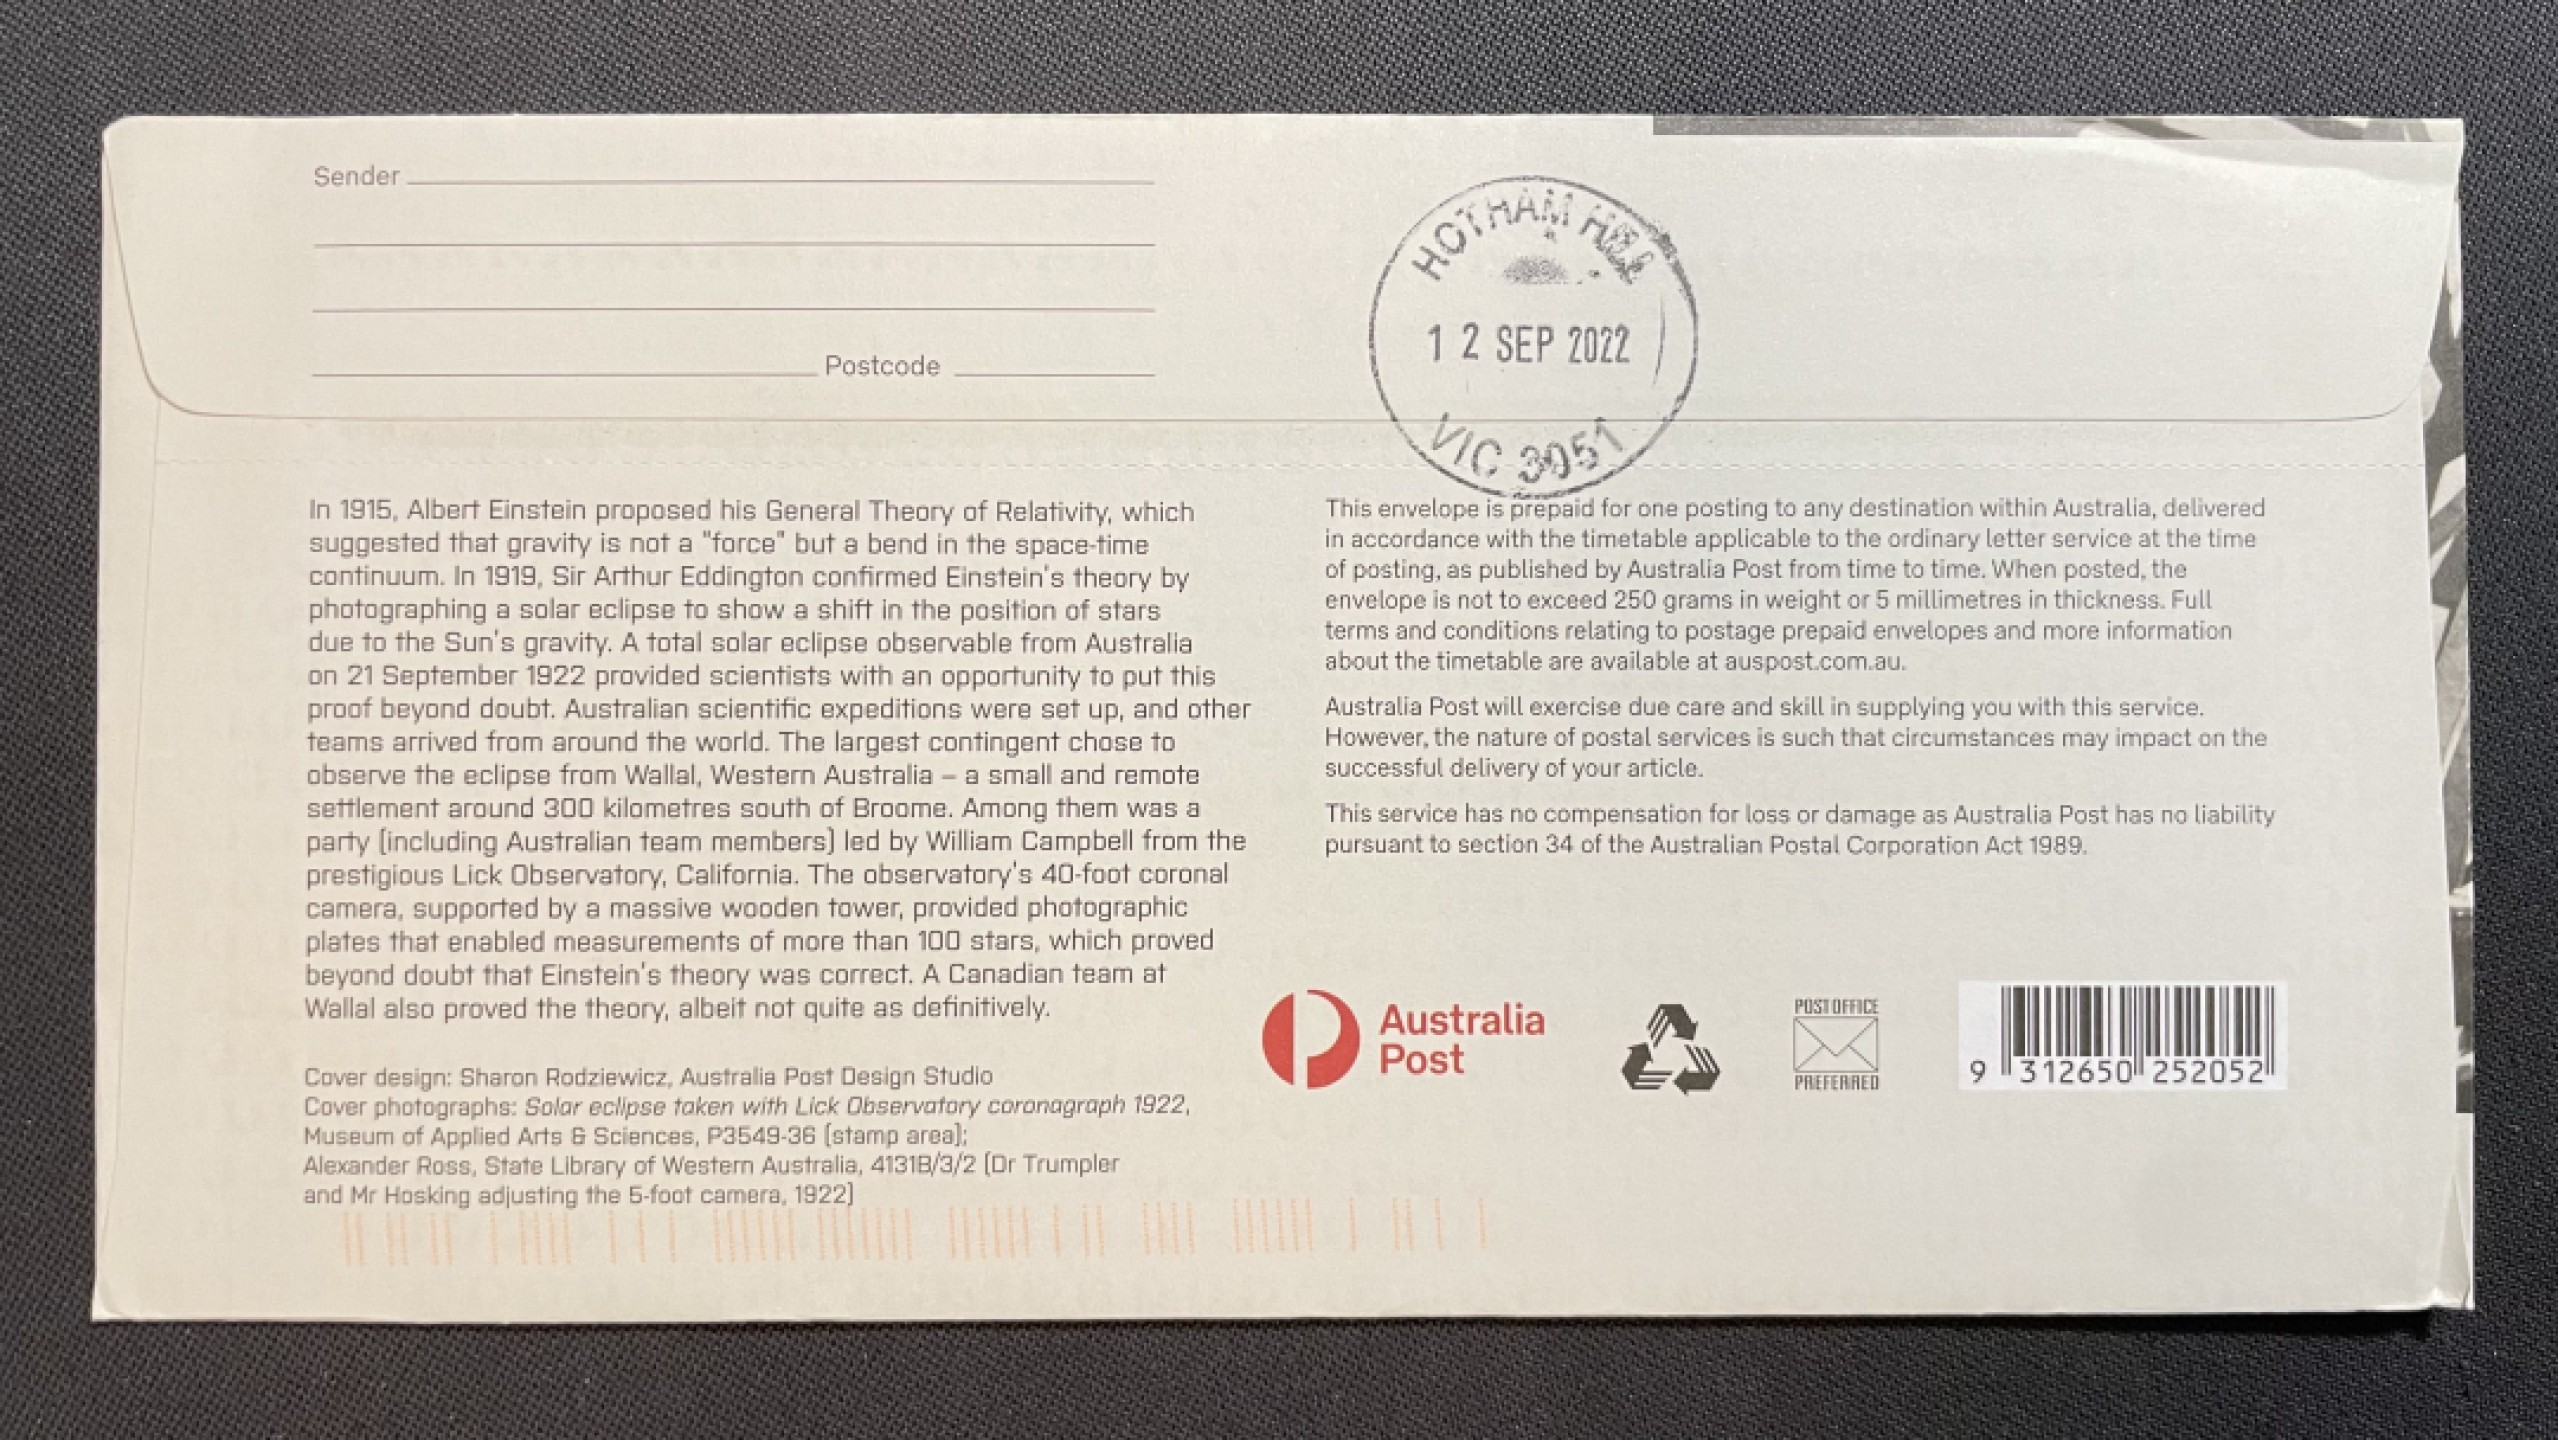 Sender
Postcode
HOTHAM HILL
12 SEP 2022
VIC 3051
In 1915, Albert Einstein proposed his General Theory of Relativity, which
suggested that gravity is not a "force" but a bend in the space-time
continuum. In 1919, Sir Arthur Eddington confirmed Einstein's theory by
photographing a solar eclipse to show a shift in the position of stars
due to the Sun's gravity. A total solar eclipse observable from Australia
on 21 September 1922 provided scientists with an opportunity to put this
proof beyond doubt. Australian scientific expeditions were set up, and other
teams arrived from around the world. The largest contingent chose to
observe the eclipse from Wallal, Western Australia – a small and remote
settlement around 300 kilometres south of Broome. Among them was a
party (including Australian team members) led by William Campbell from the
prestigious Lick Observatory, California. The observatory's 40-foot coronal
camera, supported by a massive wooden tower, provided photographic
plates that enabled measurements of more than 100 stars, which proved
beyond doubt that Einstein's theory was correct. A Canadian team at
Wallal also proved the theory, albeit not quite as definitively.
Cover design: Sharon Rodziewicz, Australia Post Design Studio
Cover photographs: Solar eclipse taken with Lick Observatory coronagraph 1922,
Museum of Applied Arts & Sciences, P3549-36 (stamp area);
Alexander Ross, State Library of Western Australia, 4131B/3/2 (Dr Trumpler
and Mr Hosking adjusting the 5-foot camera, 1922)
This envelope is prepaid for one posting to any destination within Australia, delivered
in accordance with the timetable applicable to the ordinary letter service at the time
of posting, as published by Australia Post from time to time. When posted, the
envelope is not to exceed 250 grams in weight or 5 millimetres in thickness. Full
terms and conditions relating to postage prepaid envelopes and more information
about the timetable are available at auspost.com.au.
Australia Post will exercise due care and skill in supplying you with this service.
However, the nature of postal services is such that circumstances may impact on the
successful delivery of your article.
This service has no compensation for loss or damage as Australia Post has no liability
pursuant to section 34 of the Australian Postal Corporation Act 1989.
Australia
Post
POST OFFICE
PREFERRED
9 312650 252052